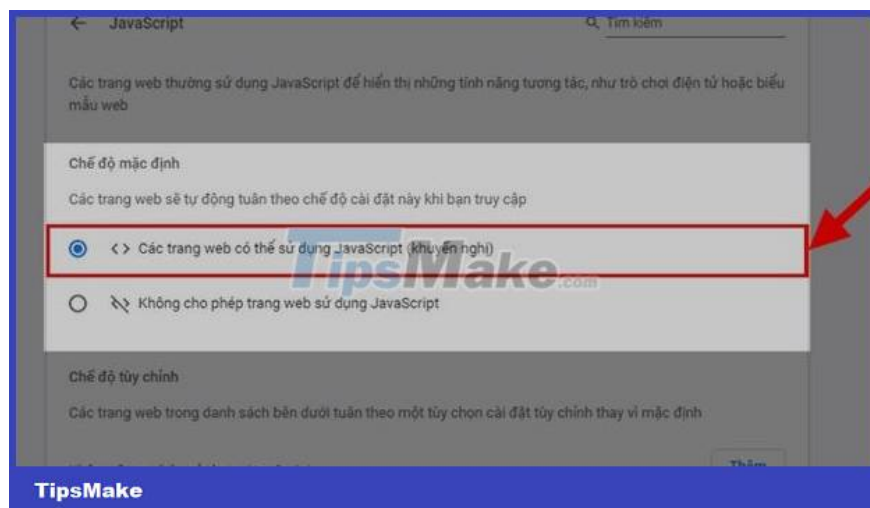 JavaScript
Tìm kiếm
Các trang web thường sử dụng JavaScript để hiển thị những tính năng tương tác, như trò chơi điện tử hoặc biểu
mẫu web
Chế độ mặc định
Các trang web sẽ tự động tuân theo chế độ cài đặt này khi bạn truy cập
<> Các trang web có thể sử dụng JavaScript (khuyến nghị)
TipsMake.com
Không cho phép trang web sử dụng JavaScript
Chế độ tùy chỉnh
Các trang web trong danh sách bên dưới tuân theo một tùy chọn cài đặt tùy chỉnh thay vì mặc định
Thêm
TipsMake